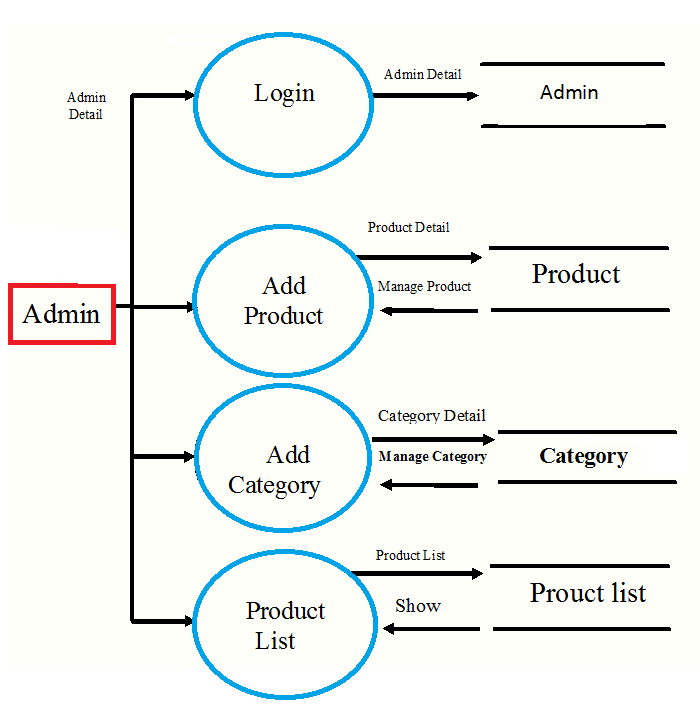 Admin
Admin
Detail
Login
Admin Detail
Admin
Add
Product
Product Detail
Manage Product
Product
Add
Category
Category Detail
Manage Category
Category
Product
List
Product List
Show
Prouct list